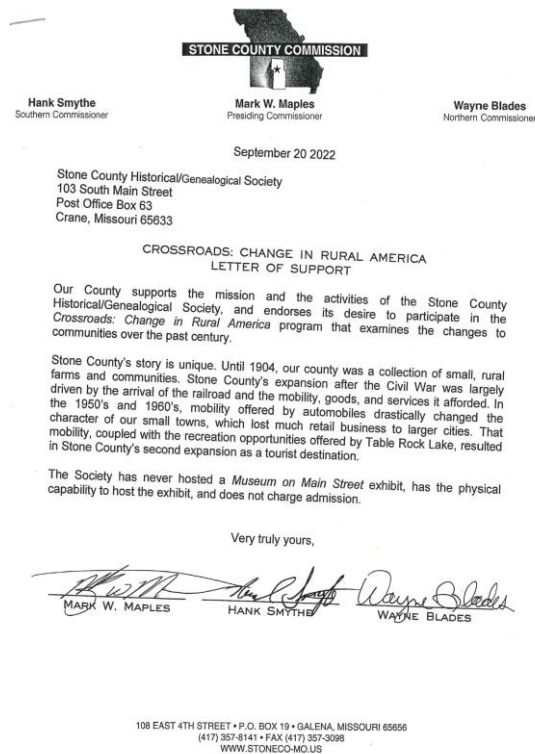 STONE COUNTY COMMISSION
Hank Smythe
Southern Commissioner
Mark W. Maples
Presiding Commissioner
Wayne Blades
Northern Commissioner
September 20 2022
Stone County Historical/Genealogical Society
103 South Main Street
Post Office Box 63
Crane, Missouri 65633
CROSSROADS: CHANGE IN RURAL AMERICA
LETTER OF SUPPORT
Our County supports the mission and the activities of the Stone County
Historical/Genealogical Society, and endorses its desire to participate in the
Crossroads: Change in Rural America program that examines the changes to
communities over the past century.
Stone County's story is unique. Until 1904, our county was a collection of small, rural
farms and communities. Stone County's expansion after the Civil War was largely
driven by the arrival of the railroad and the mobility, goods, and services it afforded. In
the 1950's and 1960's, mobility offered by automobiles drastically changed the
character of our small towns, which lost much retail business to larger cities. That
mobility, coupled with the recreation opportunities offered by Table Rock Lake, resulted
in Stone County's second expansion as a tourist destination.
The Society has never hosted a Museum on Main Street exhibit, has the physical
capability to host the exhibit, and does not charge admission.
Very truly yours,
Wayne Blades
MARK W. MAPLES
HANK SMYTHE
WAYNE BLADES
108 EAST 4TH STREET • P.O. BOX 19 • GALENA, MISSOURI 65656
(417) 357-8141 • FAX (417) 357-3098
WWW.STONECO-MO.US